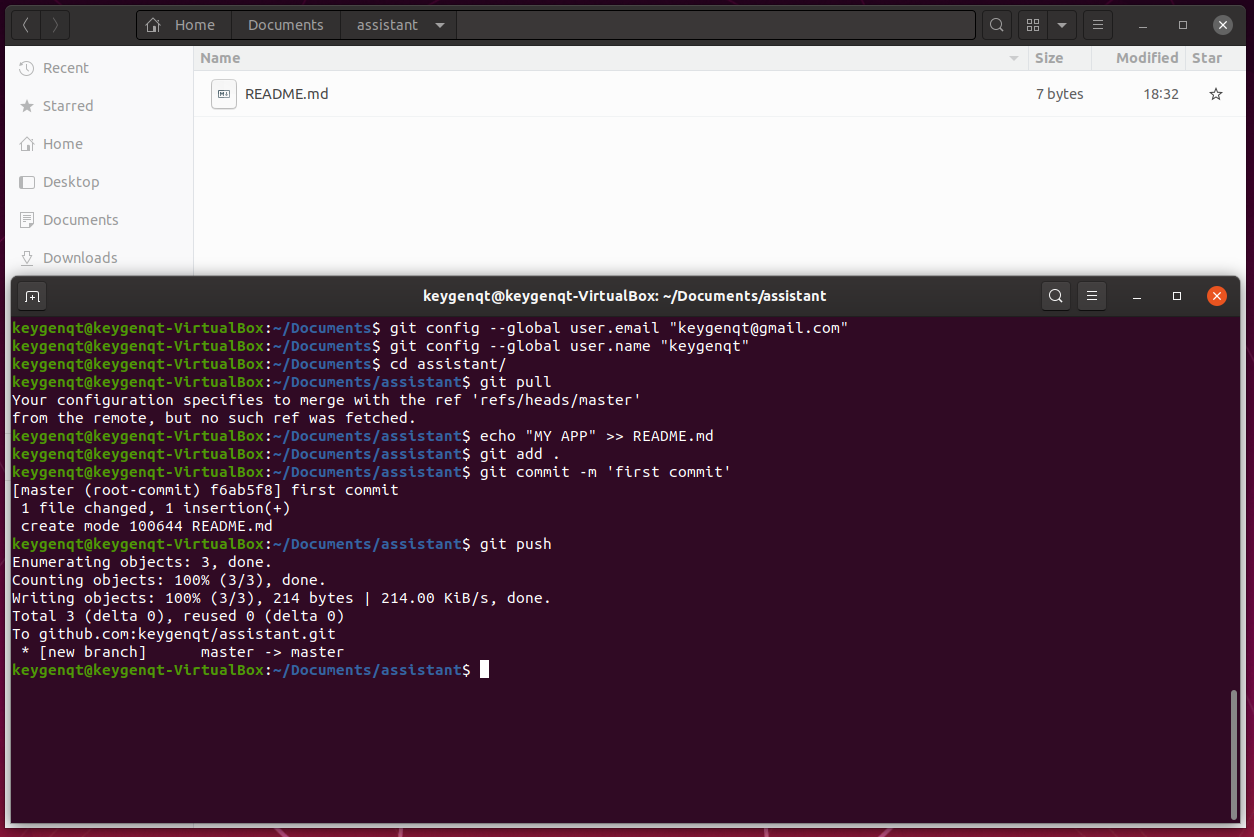 Home Documents assistant
Name Size Modified Star
Recent
README.md 7 bytes 18:32
Starred
Home
Desktop
Documents
Downloads
keygenqt@keygenqt-VirtualBox: ~/Documents/assistant
keygenqt@keygenqt-VirtualBox:~/Documents$ git config --global user.email "keygenqt@gmail.com"
keygenqt@keygenqt-VirtualBox:~/Documents$ git config --global user.name "keygenqt"
keygenqt@keygenqt-VirtualBox:~/Documents$ cd assistant/
keygenqt@keygenqt-VirtualBox:~/Documents/assistant$ git pull
Your configuration specifies to merge with the ref 'refs/heads/master'
from the remote, but no such ref was fetched.
keygenqt@keygenqt-VirtualBox:~/Documents/assistant$ echo "MY APP" >> README.md
keygenqt@keygenqt-VirtualBox:~/Documents/assistant$ git add .
keygenqt@keygenqt-VirtualBox:~/Documents/assistant$ git commit -m 'first commit'
[master (root-commit) f6ab5f8] first commit
 1 file changed, 1 insertion(+)
 create mode 100644 README.md
keygenqt@keygenqt-VirtualBox:~/Documents/assistant$ git push
Enumerating objects: 3, done.
Counting objects: 100% (3/3), done.
Writing objects: 100% (3/3), 214 bytes | 214.00 KiB/s, done.
Total 3 (delta 0), reused 0 (delta 0)
To github.com:keygenqt/assistant.git
 * [new branch]      master -> master
keygenqt@keygenqt-VirtualBox:~/Documents/assistant$